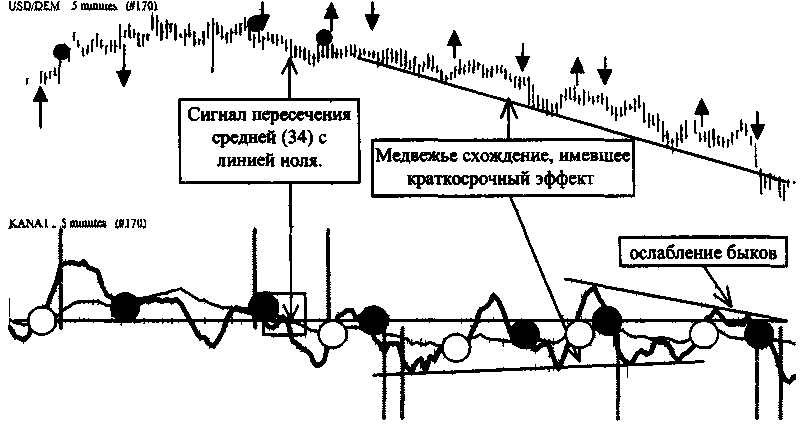 USD/DEM 5 minutes (#170)
Сигнал пересечения
средней (34) с
линией ноля.
Медвежье схождение, имевшее
краткосрочный эффект
KANAL 5 minutes (#170)
ослабление быков